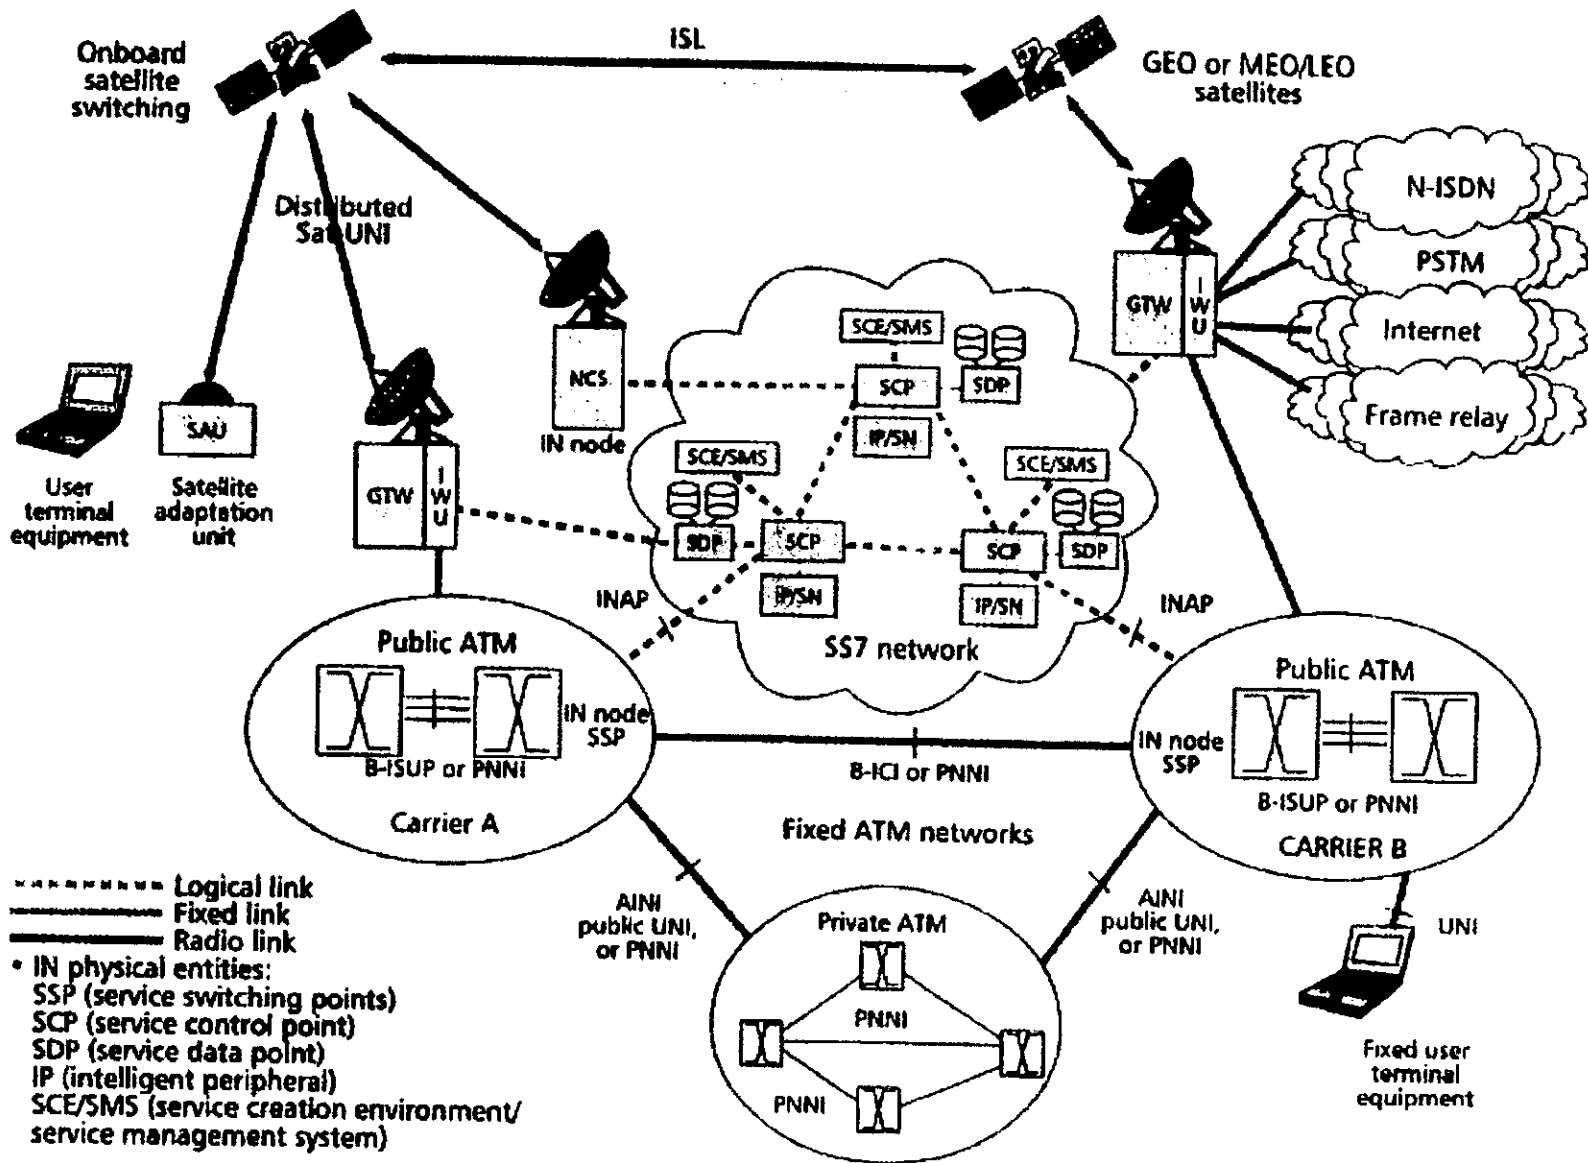 ISL
Onboard
satellite
switching
GEO or MEO/LEO
satellites
Distributed
Sat-UNI
N-ISDN
PSTM
Internet
Frame relay
GTW
IWU
SCE/SMS
SCP
SDP
IP/SN
NCS
IN node
SAU
User
terminal
equipment
Satellite
adaptation
unit
GTW
IWU
SCE/SMS
SDP
SCP
IP/SN
SCE/SMS
SCP
SDP
IP/SN
INAP
INAP
SS7 network
Public ATM
IN node
SSP
B-ISUP or PNNI
Carrier A
B-ICI or PNNI
Public ATM
IN node
SSP
B-ISUP or PNNI
CARRIER B
Fixed ATM networks
AINI
public UNI,
or PNNI
AINI
public UNI,
or PNNI
Private ATM
PNNI
PNNI
UNI
Fixed user
terminal
equipment
Logical link
Fixed link
Radio link
• IN physical entities:
SSP (service switching points)
SCP (service control point)
SDP (service data point)
IP (intelligent peripheral)
SCE/SMS (service creation environment/
service management system)